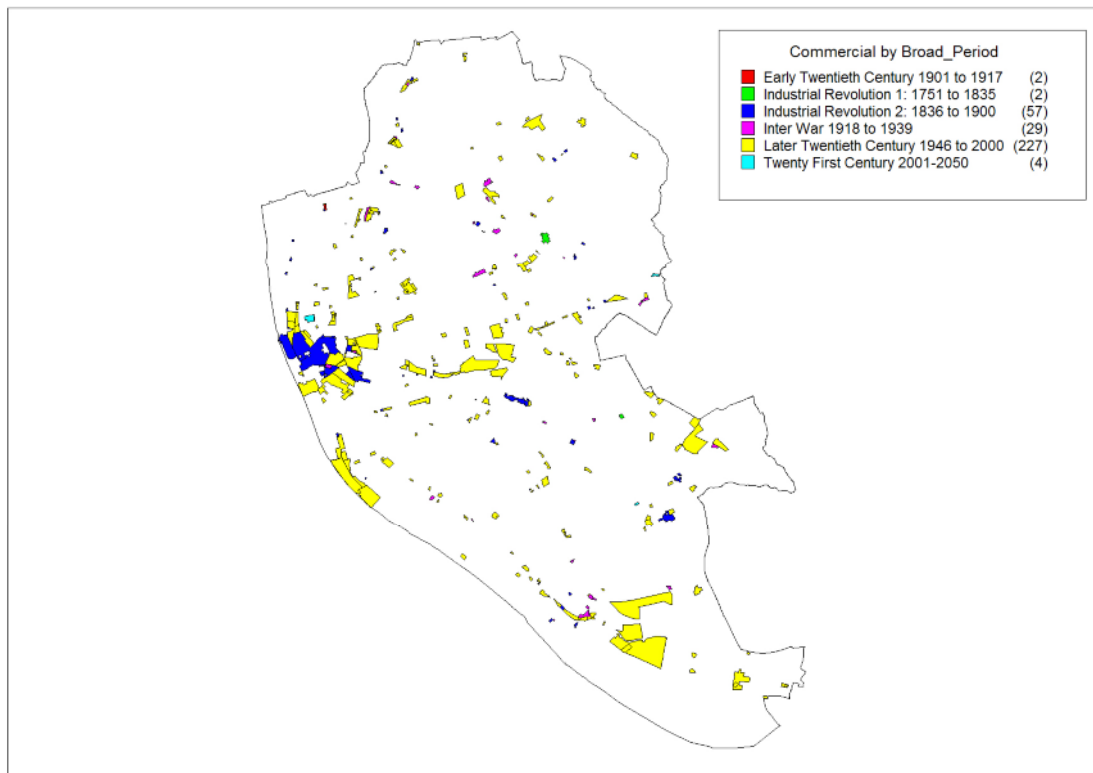 Commercial by Broad_Period
Early Twentieth Century 1901 to 1917 (2)
Industrial Revolution 1: 1751 to 1835 (2)
Industrial Revolution 2: 1836 to 1900 (57)
Inter War 1918 to 1939 (29)
Later Twentieth Century 1946 to 2000 (227)
Twenty First Century 2001-2050 (4)